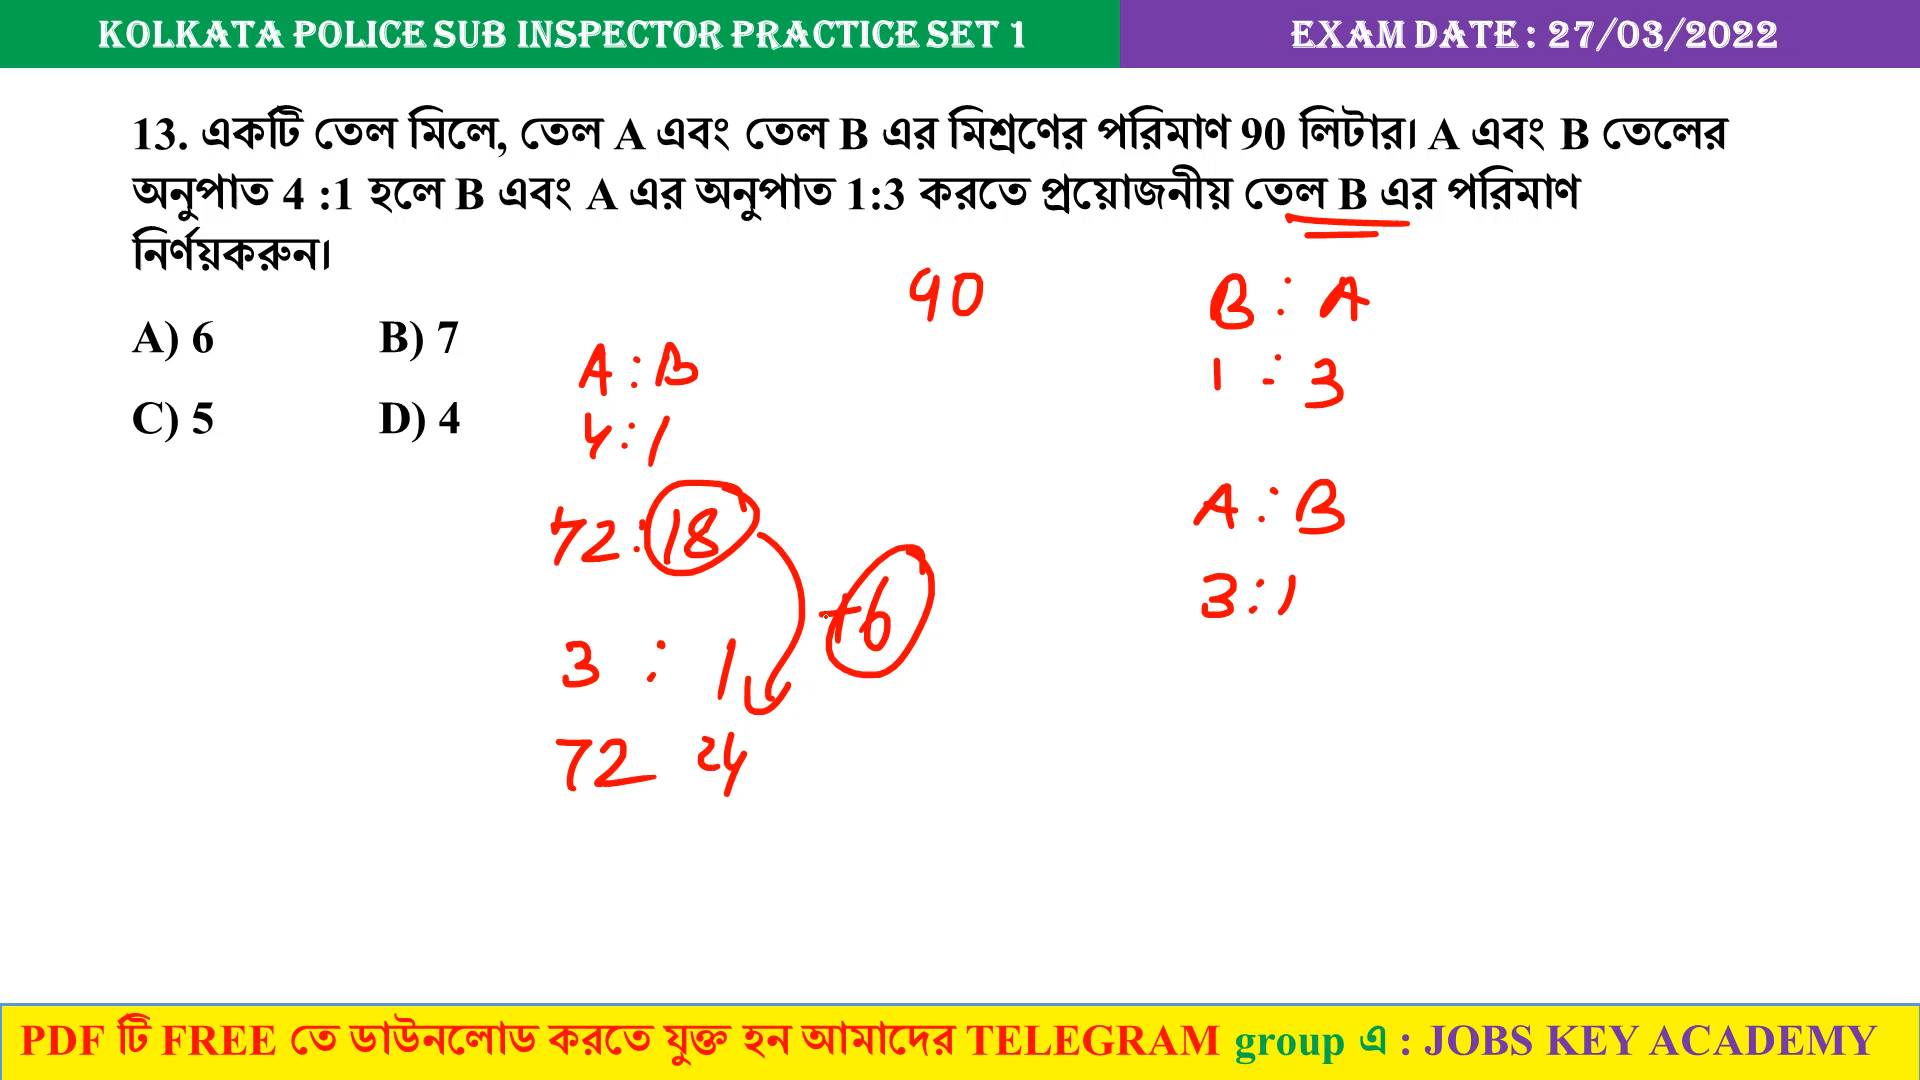 KOLKATA POLICE SUB INSPECTOR PRACTICE SET 1
EXAM DATE : 27/03/2022
13. একটি তেল মিলে, তেল A এবং তেল B এর মিশ্রণের পরিমাণ 90 লিটার। A এবং B তেলের
অনুপাত 4 :1 হলে B এবং A এর অনুপাত 1:3 করতে প্রয়োজনীয় তেল B এর পরিমাণ
নির্ণয়করুন।
A) 6 B) 7
C) 5 D) 4
90
A : B
4 : 1
72 : 18
+6
3 : 1
72 24
B : A
1 : 3
A : B
3 : 1
PDF টি FREE তে ডাউনলোড করতে যুক্ত হন আমাদের TELEGRAM group এ : JOBS KEY ACADEMY